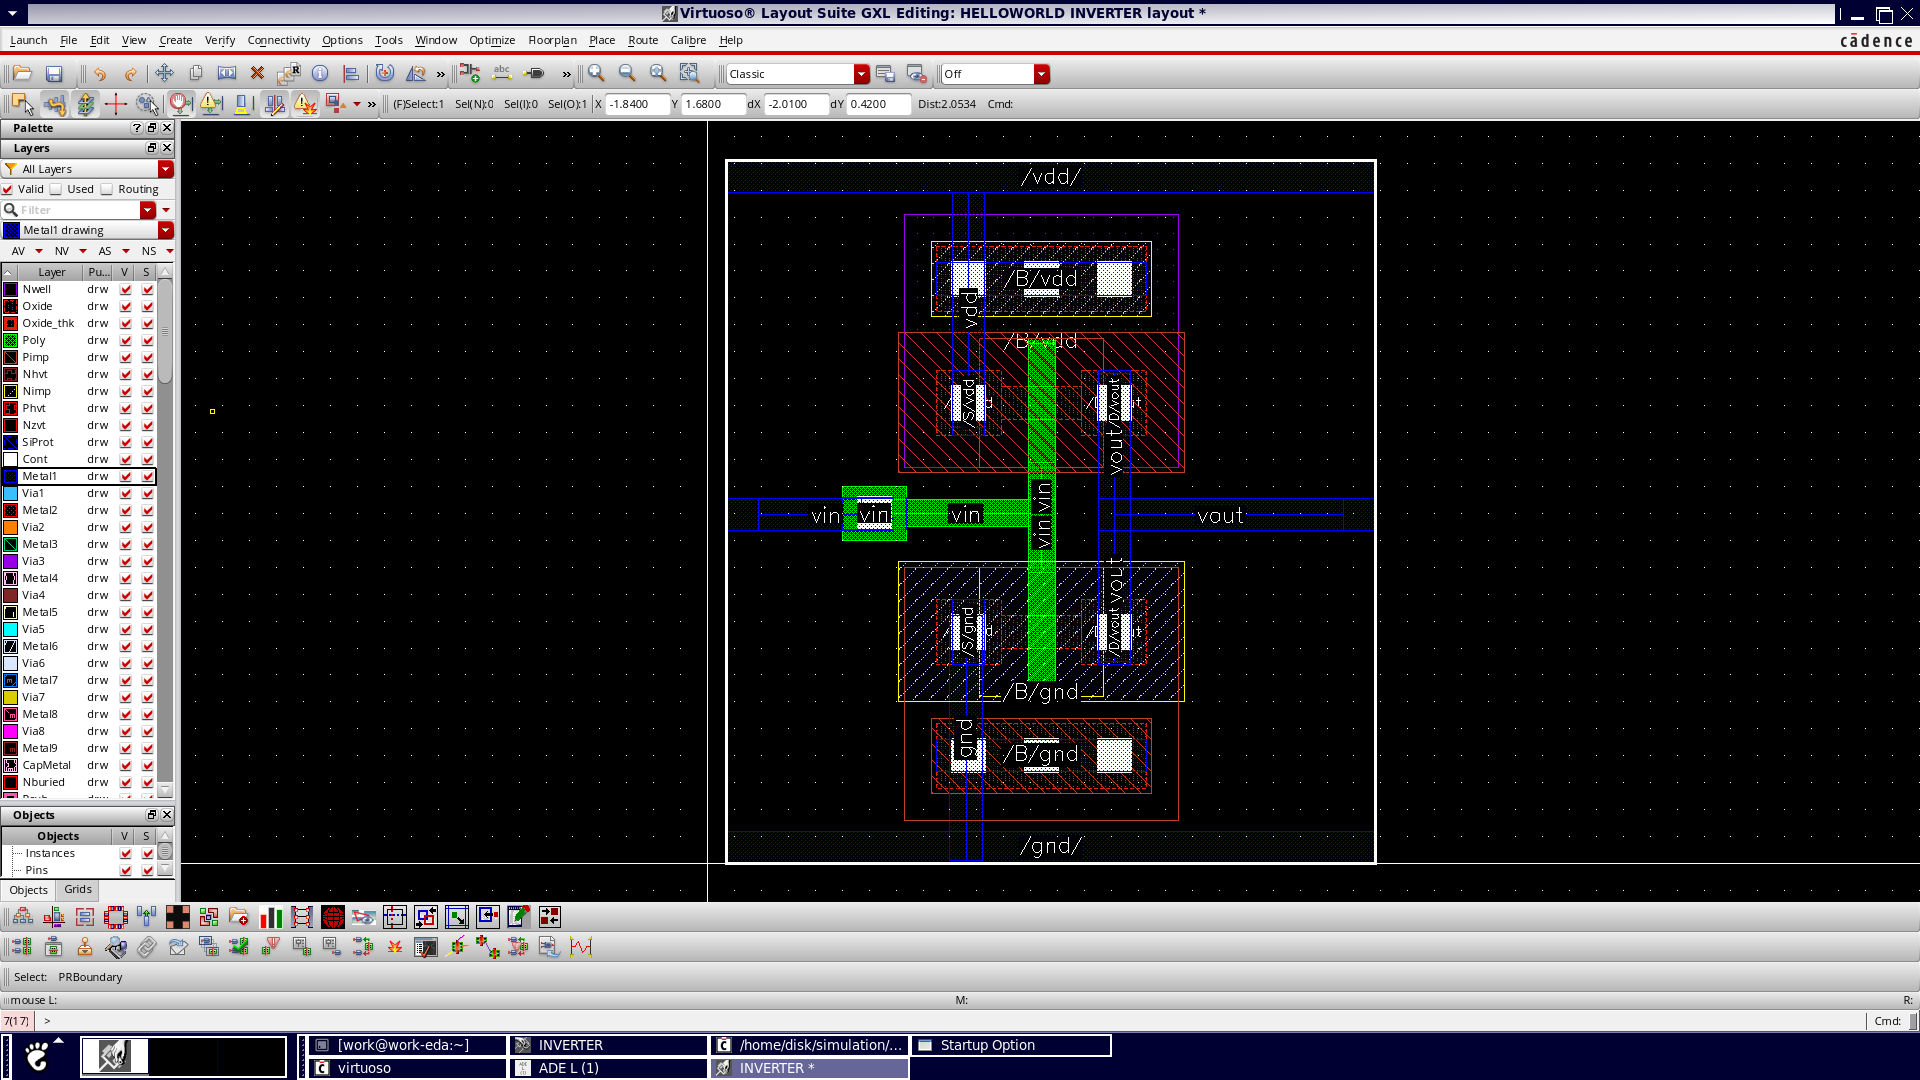 Virtuoso® Layout Suite GXL Editing: HELLOWORLD INVERTER layout *
Launch File Edit View Create Verify Connectivity Options Tools Window Optimize Floorplan Place Route Calibre Help
cādence
Classic Off
(F)Select:1 Sel(N):0 Sel(I):0 Sel(O):1 X -1.8400 Y 1.6800 dX -2.0100 dY 0.4200 Dist:2.0534 Cmd:
Palette
Layers
All Layers
Valid Used Routing
Filter
Metal1 drawing
AV NV AS NS
Layer Pu... V S
Nwell drw
Oxide drw
Oxide_thk drw
Poly drw
Pimp drw
Nhvt drw
Nimp drw
Phvt drw
Nzvt drw
SiProt drw
Cont drw
Metal1 drw
Via1 drw
Metal2 drw
Via2 drw
Metal3 drw
Via3 drw
Metal4 drw
Via4 drw
Metal5 drw
Via5 drw
Metal6 drw
Via6 drw
Metal7 drw
Via7 drw
Metal8 drw
Via8 drw
Metal9 drw
CapMetal drw
Nburied drw
Objects
Objects V S
Instances
Pins
Objects Grids
/vdd/
/B/vdd
vdd
/B/vdd
/S/vdd
/D/vout
vout
vin vin vin
vin
vin
vout
vout
/S/gnd
/D/vout
/B/gnd
gnd
/B/gnd
/gnd/
Select: PRBoundary
mouse L: M: R:
7(17) > Cmd:
[work@work-eda:~] INVERTER /home/disk/simulation/... Startup Option
virtuoso ADE L (1) INVERTER *